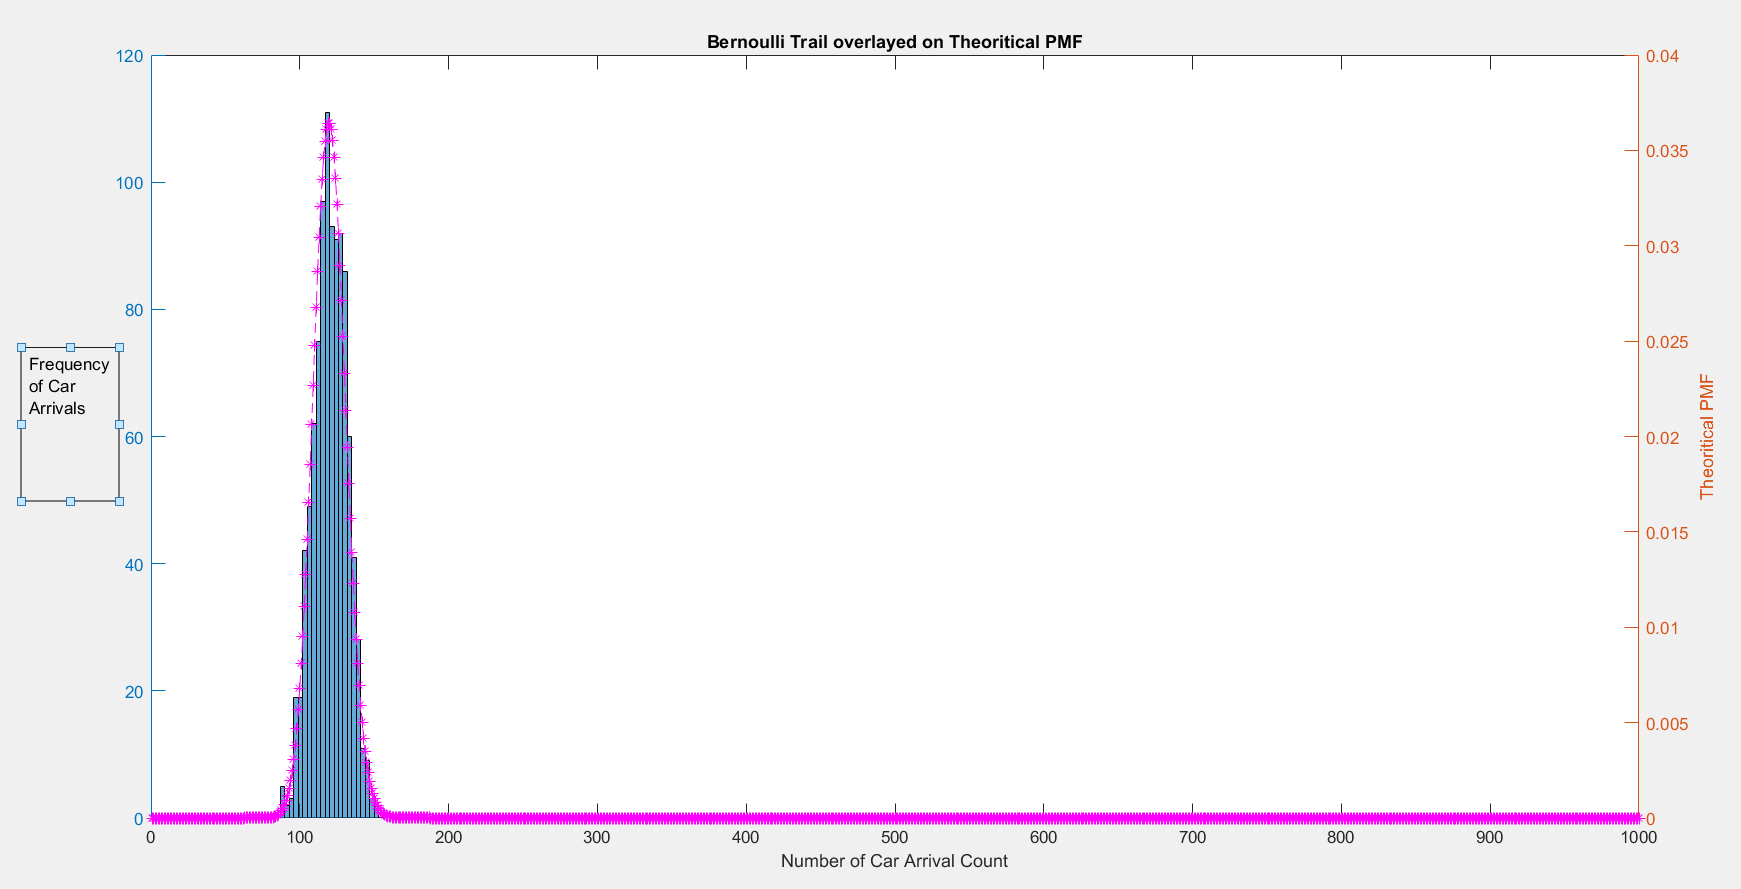 Bernoulli Trail overlayed on Theoritical PMF
120
100
80
60
40
20
0
Frequency
of Car
Arrivals
0.04
0.035
0.03
0.025
0.02
0.015
0.01
0.005
0
Theoritical PMF
0 100 200 300 400 500 600 700 800 900 1000
Number of Car Arrival Count